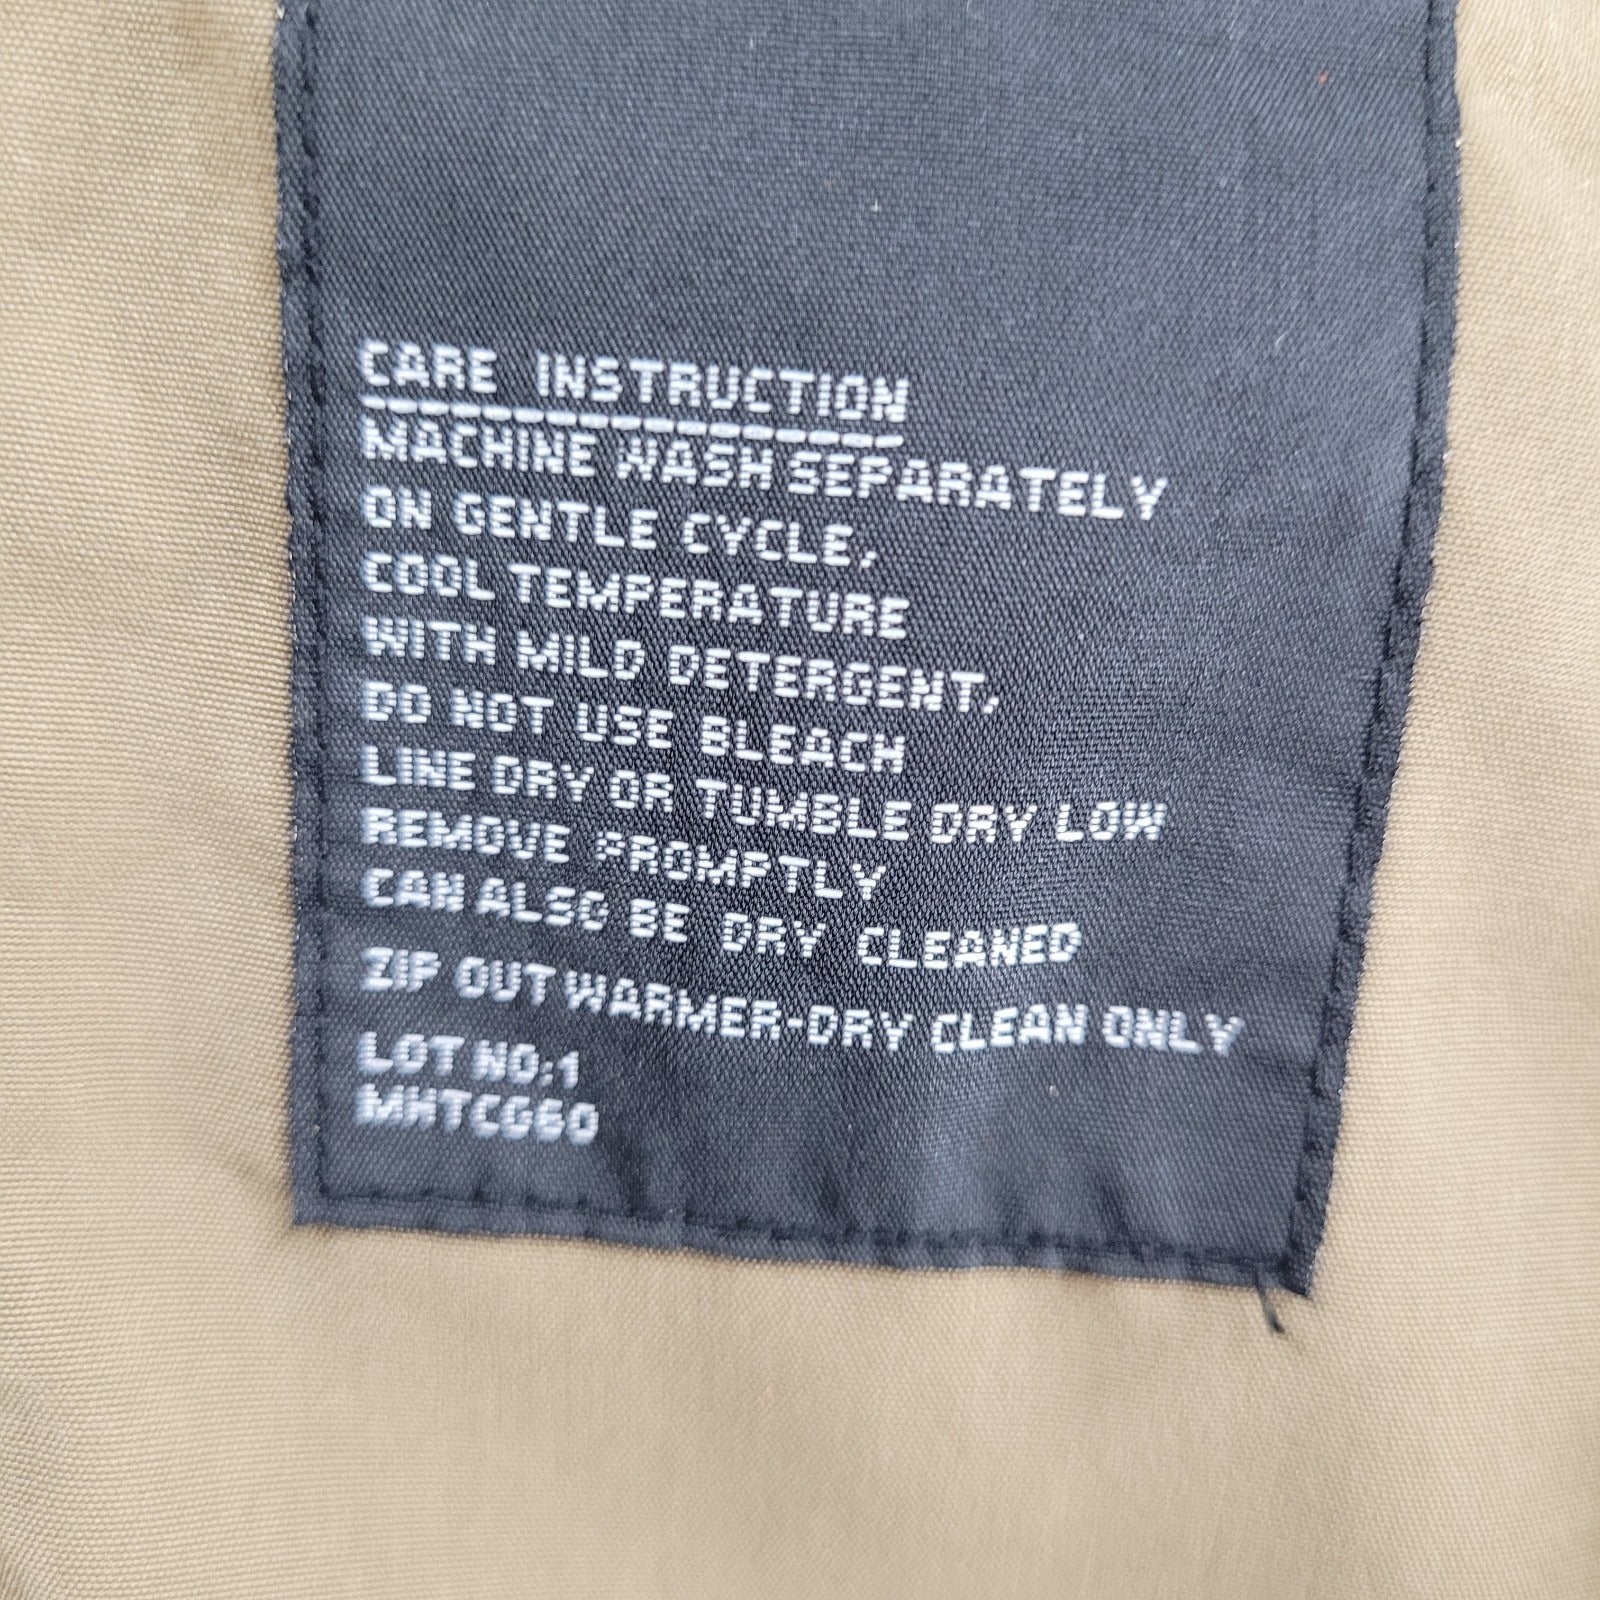 CARE INSTRUCTION
MACHINE WASH SEPARATELY
ON GENTLE CYCLE,
COOL TEMPERATURE
WITH MILD DETERGENT,
DO NOT USE BLEACH
LINE DRY OR TUMBLE DRY LOW
REMOVE PROMPTLY
CAN ALSO BE DRY CLEANED
ZIP OUT WARMER-DRY CLEAN ONLY
LOT NO:1
MHTCG60